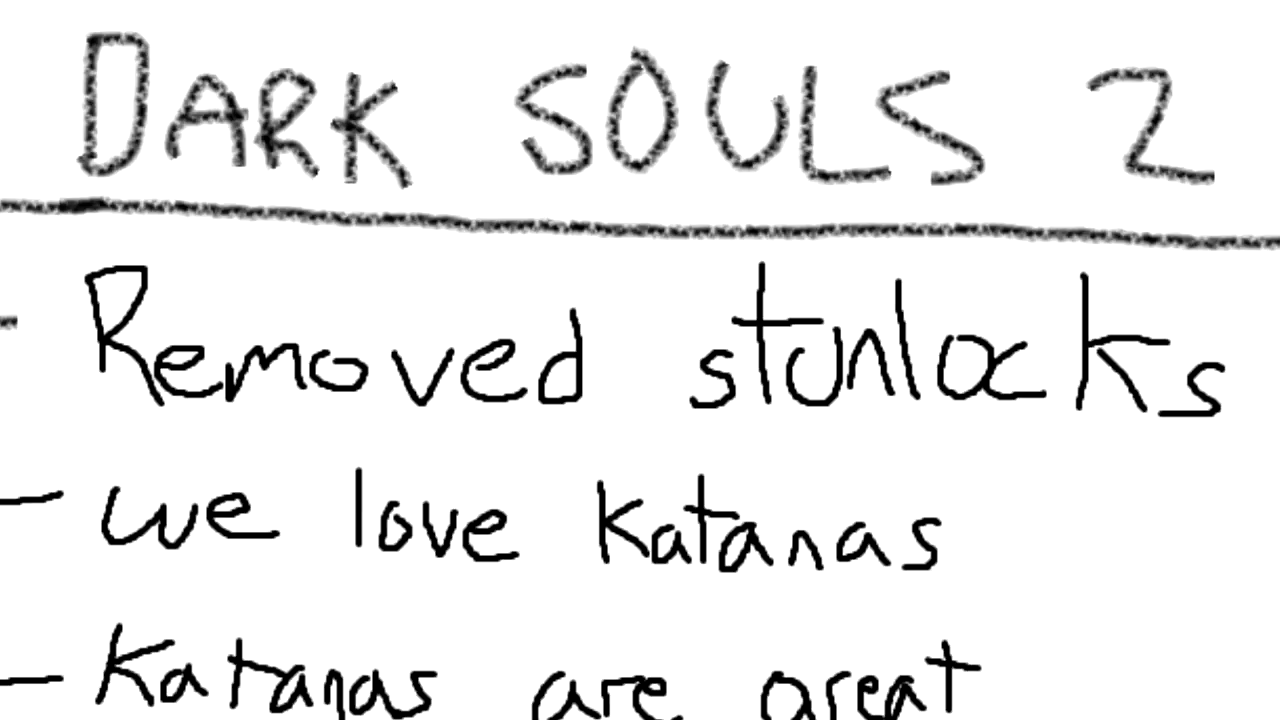 DARK SOULS 2
- Removed stunlocks
- we love katanas
- Katanas are great